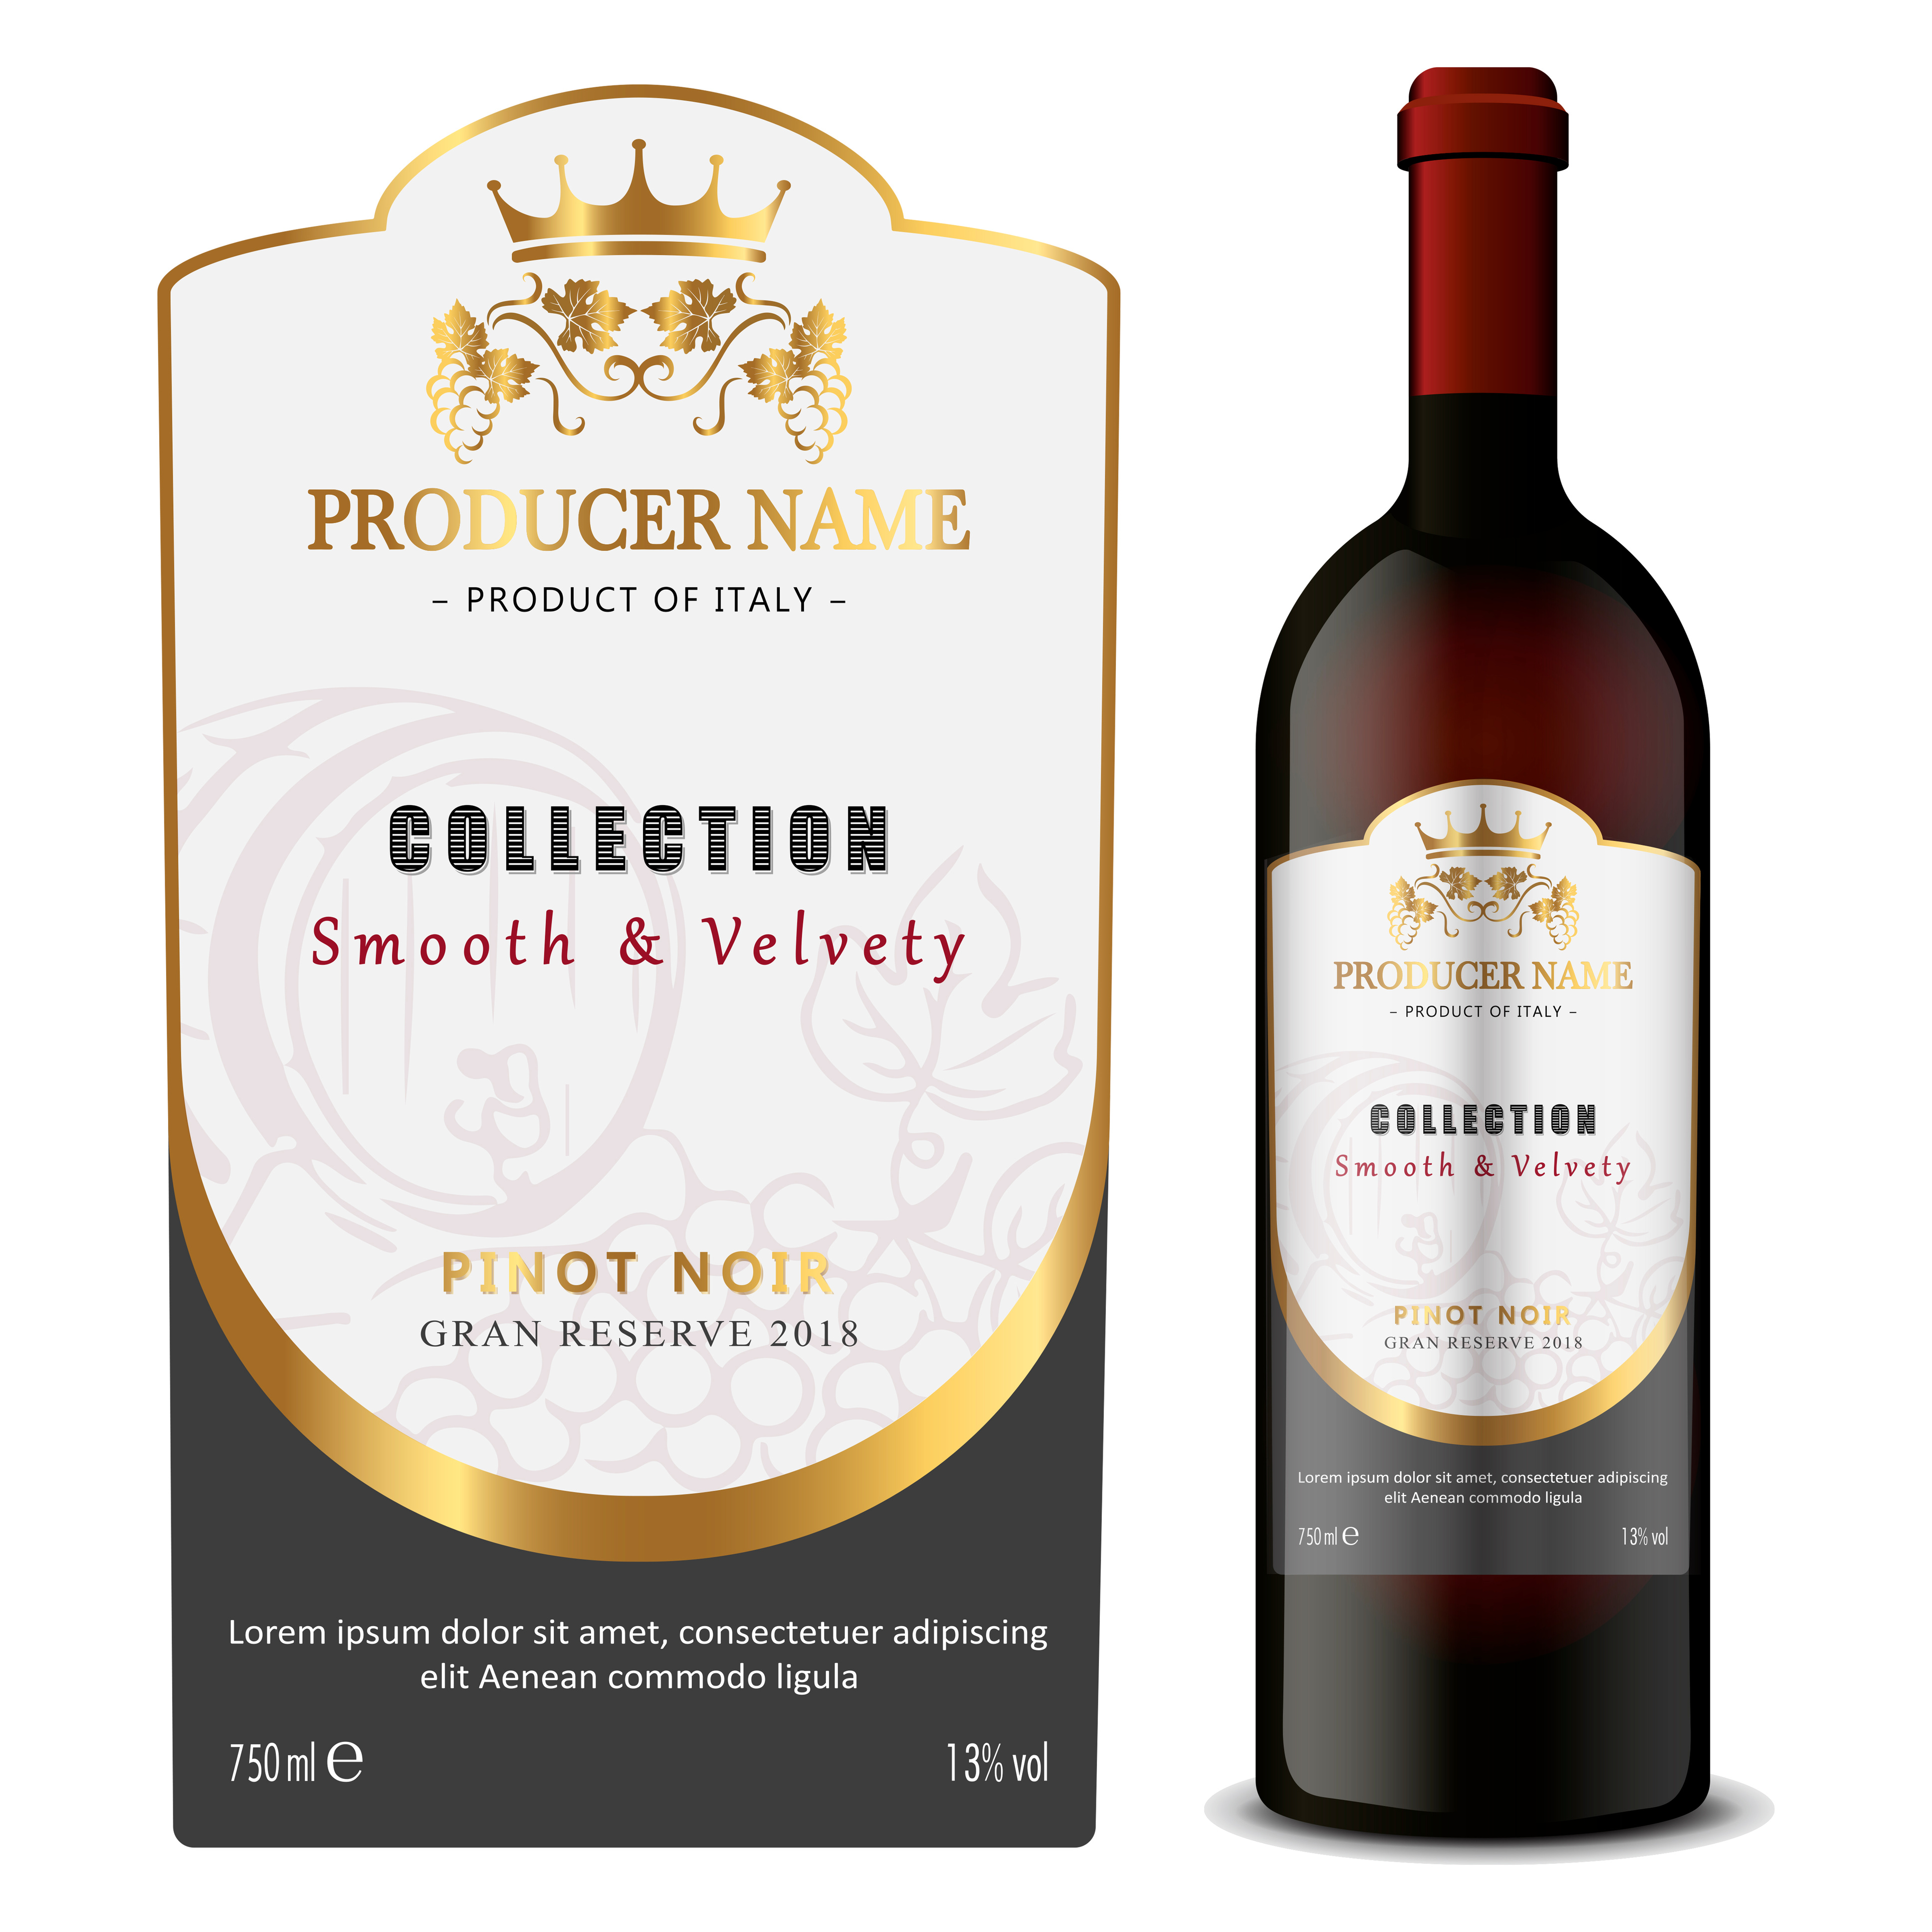 PRODUCER NAME
– PRODUCT OF ITALY –
COLLECTION
Smooth & Velvety
PINOT NOIR
GRAN RESERVE 2018
Lorem ipsum dolor sit amet, consectetuer adipiscing
elit Aenean commodo ligula
750 ml ℮
13% vol
PRODUCER NAME
– PRODUCT OF ITALY –
COLLECTION
Smooth & Velvety
PINOT NOIR
GRAN RESERVE 2018
Lorem ipsum dolor sit amet, consectetuer adipiscing
elit Aenean commodo ligula
750 ml ℮
13% vol